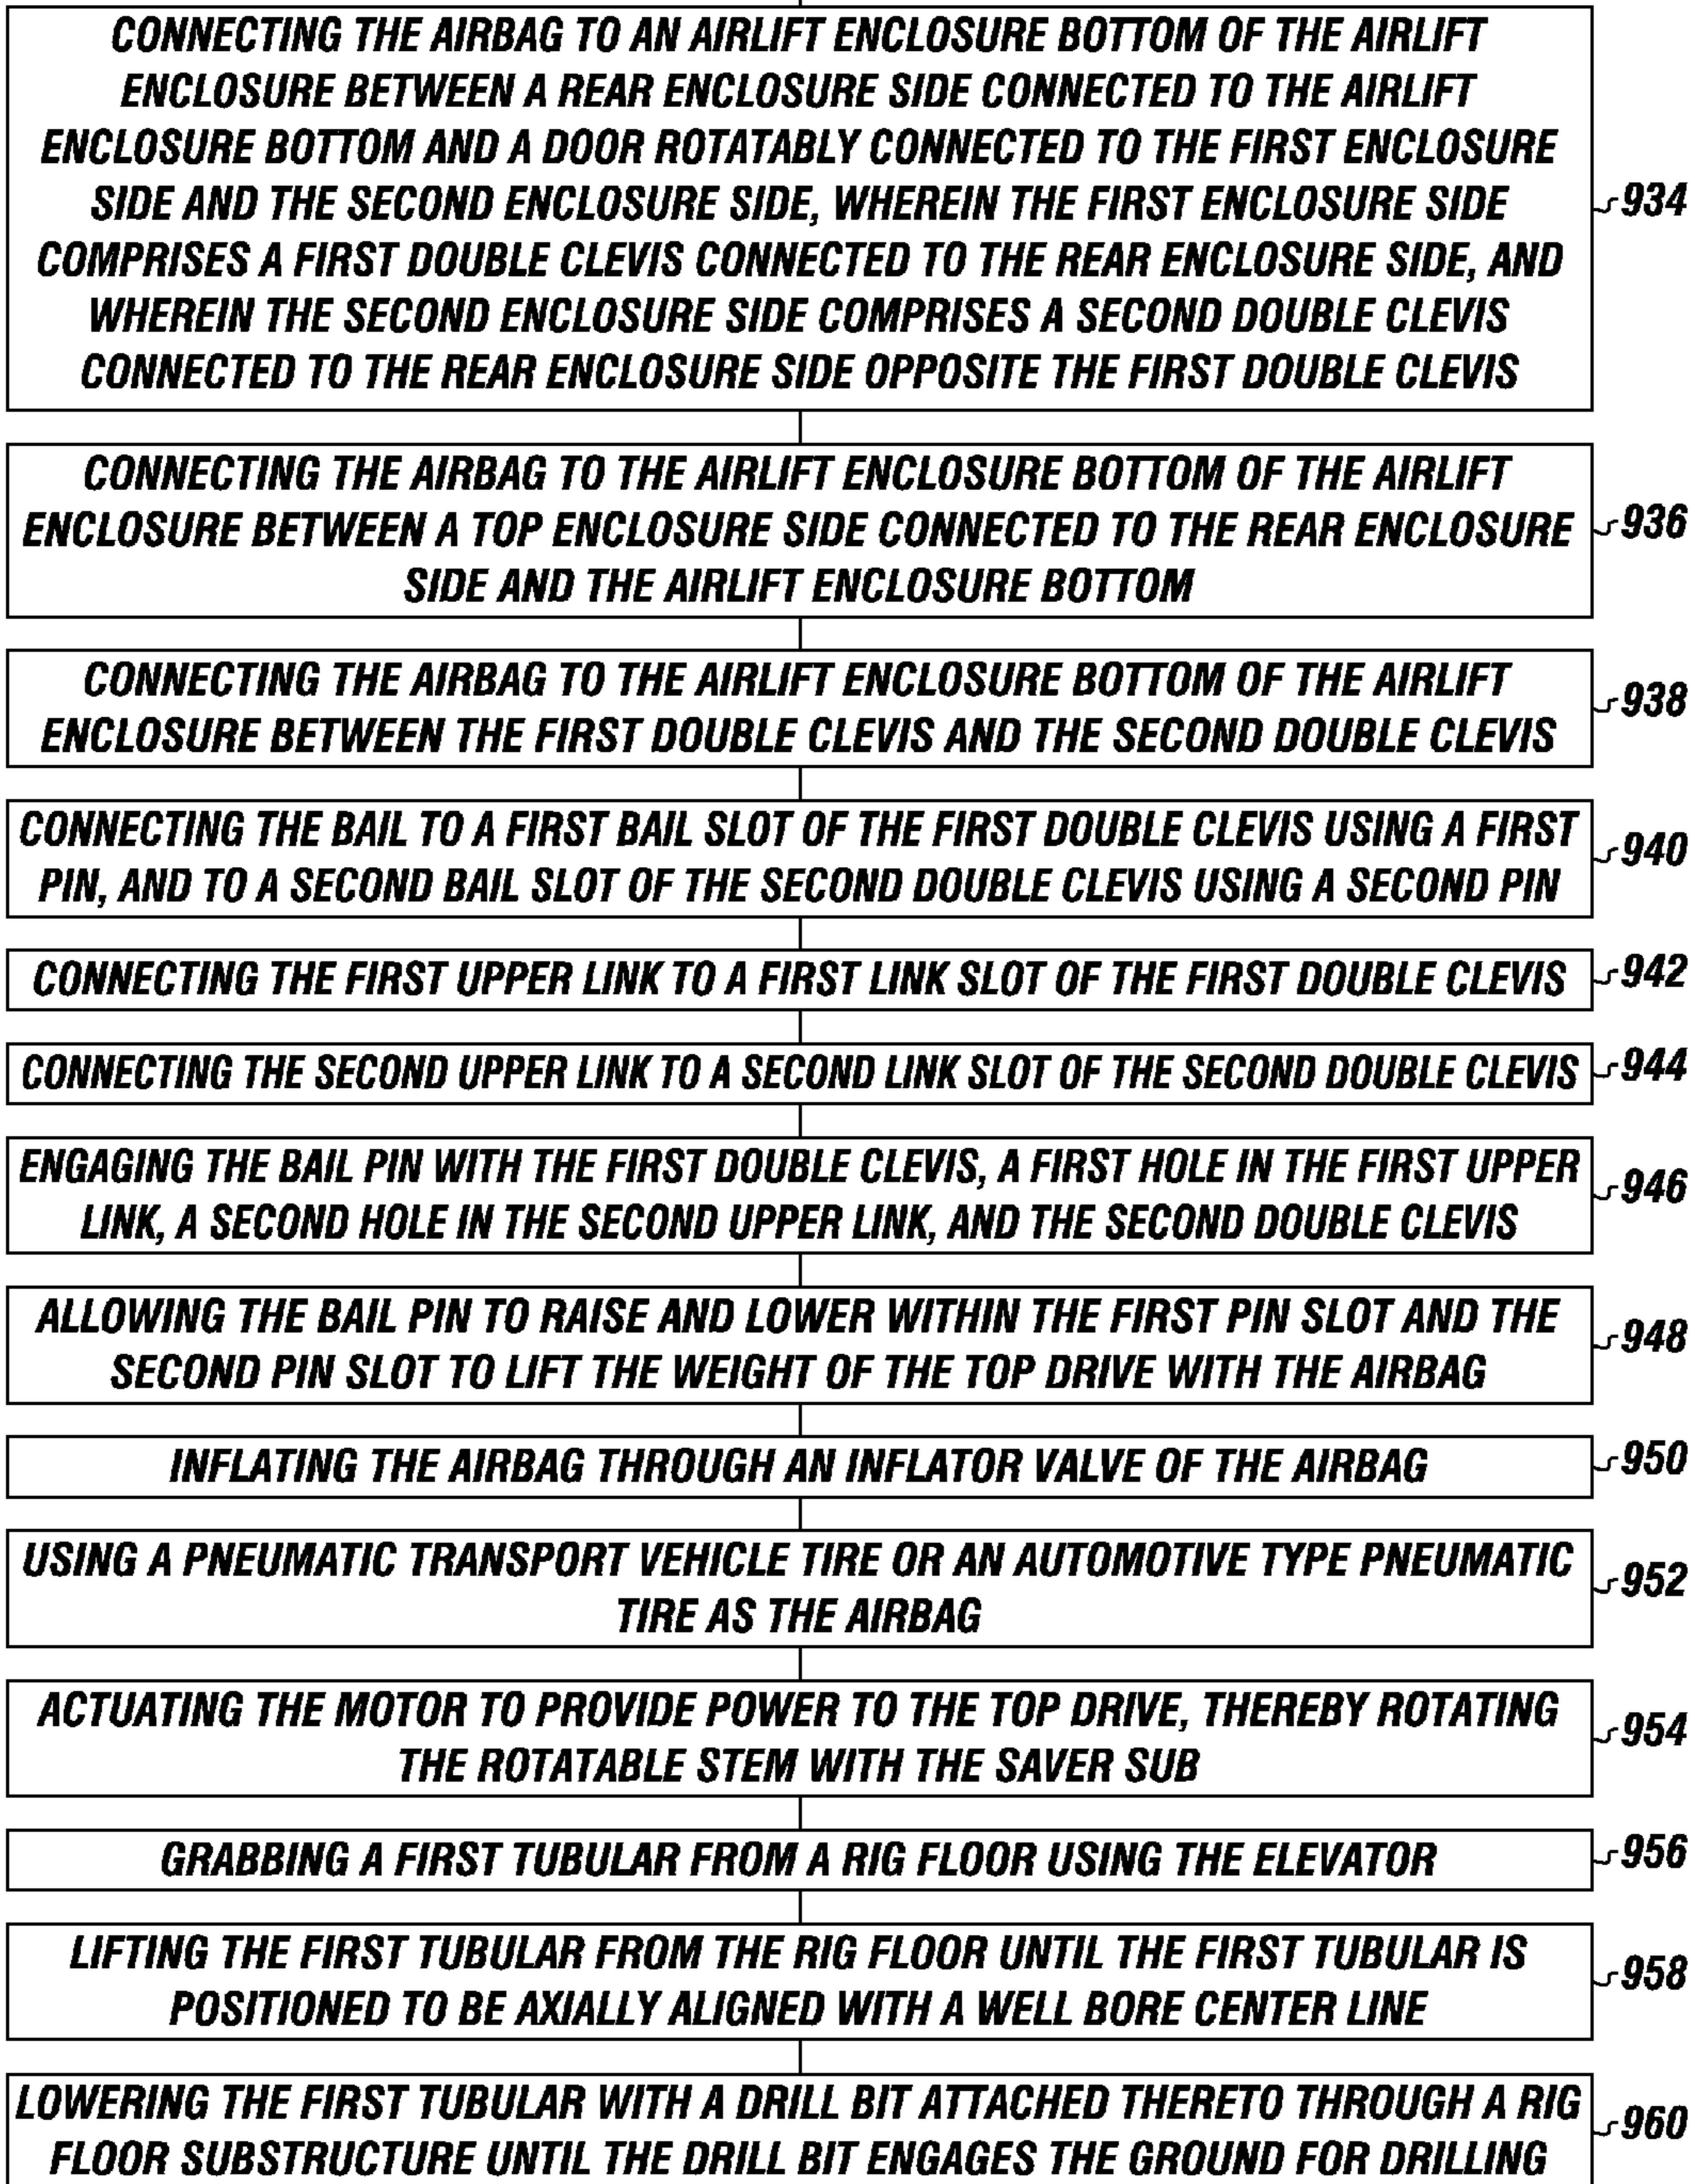 CONNECTING THE AIRBAG TO AN AIRLIFT ENCLOSURE BOTTOM OF THE AIRLIFT
ENCLOSURE BETWEEN A REAR ENCLOSURE SIDE CONNECTED TO THE AIRLIFT
ENCLOSURE BOTTOM AND A DOOR ROTATABLY CONNECTED TO THE FIRST ENCLOSURE
SIDE AND THE SECOND ENCLOSURE SIDE, WHEREIN THE FIRST ENCLOSURE SIDE
COMPRISES A FIRST DOUBLE CLEVIS CONNECTED TO THE REAR ENCLOSURE SIDE, AND
WHEREIN THE SECOND ENCLOSURE SIDE COMPRISES A SECOND DOUBLE CLEVIS
CONNECTED TO THE REAR ENCLOSURE SIDE OPPOSITE THE FIRST DOUBLE CLEVIS
934
CONNECTING THE AIRBAG TO THE AIRLIFT ENCLOSURE BOTTOM OF THE AIRLIFT
ENCLOSURE BETWEEN A TOP ENCLOSURE SIDE CONNECTED TO THE REAR ENCLOSURE
SIDE AND THE AIRLIFT ENCLOSURE BOTTOM
936
CONNECTING THE AIRBAG TO THE AIRLIFT ENCLOSURE BOTTOM OF THE AIRLIFT
ENCLOSURE BETWEEN THE FIRST DOUBLE CLEVIS AND THE SECOND DOUBLE CLEVIS
938
CONNECTING THE BAIL TO A FIRST BAIL SLOT OF THE FIRST DOUBLE CLEVIS USING A FIRST
PIN, AND TO A SECOND BAIL SLOT OF THE SECOND DOUBLE CLEVIS USING A SECOND PIN
940
CONNECTING THE FIRST UPPER LINK TO A FIRST LINK SLOT OF THE FIRST DOUBLE CLEVIS
942
CONNECTING THE SECOND UPPER LINK TO A SECOND LINK SLOT OF THE SECOND DOUBLE CLEVIS
944
ENGAGING THE BAIL PIN WITH THE FIRST DOUBLE CLEVIS, A FIRST HOLE IN THE FIRST UPPER
LINK, A SECOND HOLE IN THE SECOND UPPER LINK, AND THE SECOND DOUBLE CLEVIS
946
ALLOWING THE BAIL PIN TO RAISE AND LOWER WITHIN THE FIRST PIN SLOT AND THE
SECOND PIN SLOT TO LIFT THE WEIGHT OF THE TOP DRIVE WITH THE AIRBAG
948
INFLATING THE AIRBAG THROUGH AN INFLATOR VALVE OF THE AIRBAG
950
USING A PNEUMATIC TRANSPORT VEHICLE TIRE OR AN AUTOMOTIVE TYPE PNEUMATIC
TIRE AS THE AIRBAG
952
ACTUATING THE MOTOR TO PROVIDE POWER TO THE TOP DRIVE, THEREBY ROTATING
THE ROTATABLE STEM WITH THE SAVER SUB
954
GRABBING A FIRST TUBULAR FROM A RIG FLOOR USING THE ELEVATOR
956
LIFTING THE FIRST TUBULAR FROM THE RIG FLOOR UNTIL THE FIRST TUBULAR IS
POSITIONED TO BE AXIALLY ALIGNED WITH A WELL BORE CENTER LINE
958
LOWERING THE FIRST TUBULAR WITH A DRILL BIT ATTACHED THERETO THROUGH A RIG
FLOOR SUBSTRUCTURE UNTIL THE DRILL BIT ENGAGES THE GROUND FOR DRILLING
960